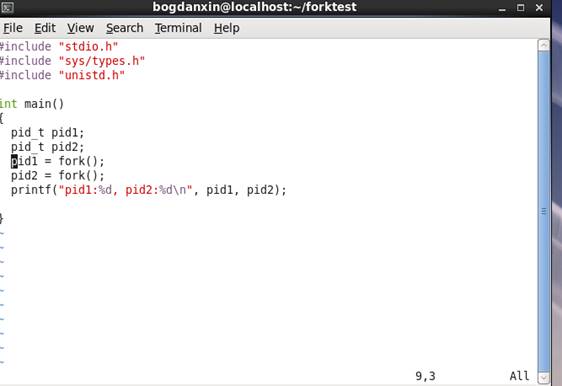 bogdanxin@localhost:~/forktest
File Edit View Search Terminal Help
#include "stdio.h"
#include "sys/types.h"
#include "unistd.h"
int main()
{
pid_t pid1;
pid_t pid2;
pid1 = fork();
pid2 = fork();
printf("pid1:%d, pid2:%d\n", pid1, pid2);
}
~
~
~
~
~
~
~
~
~
~
9,3 All